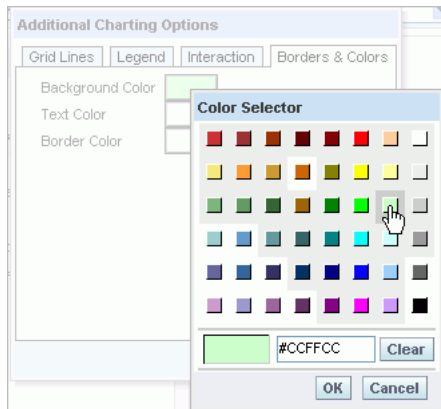 Additional Charting Options
Grid Lines Legend Interaction Borders & Colors
Background Color
Text Color
Border Color
Color Selector
#CCFFCC Clear
OK Cancel